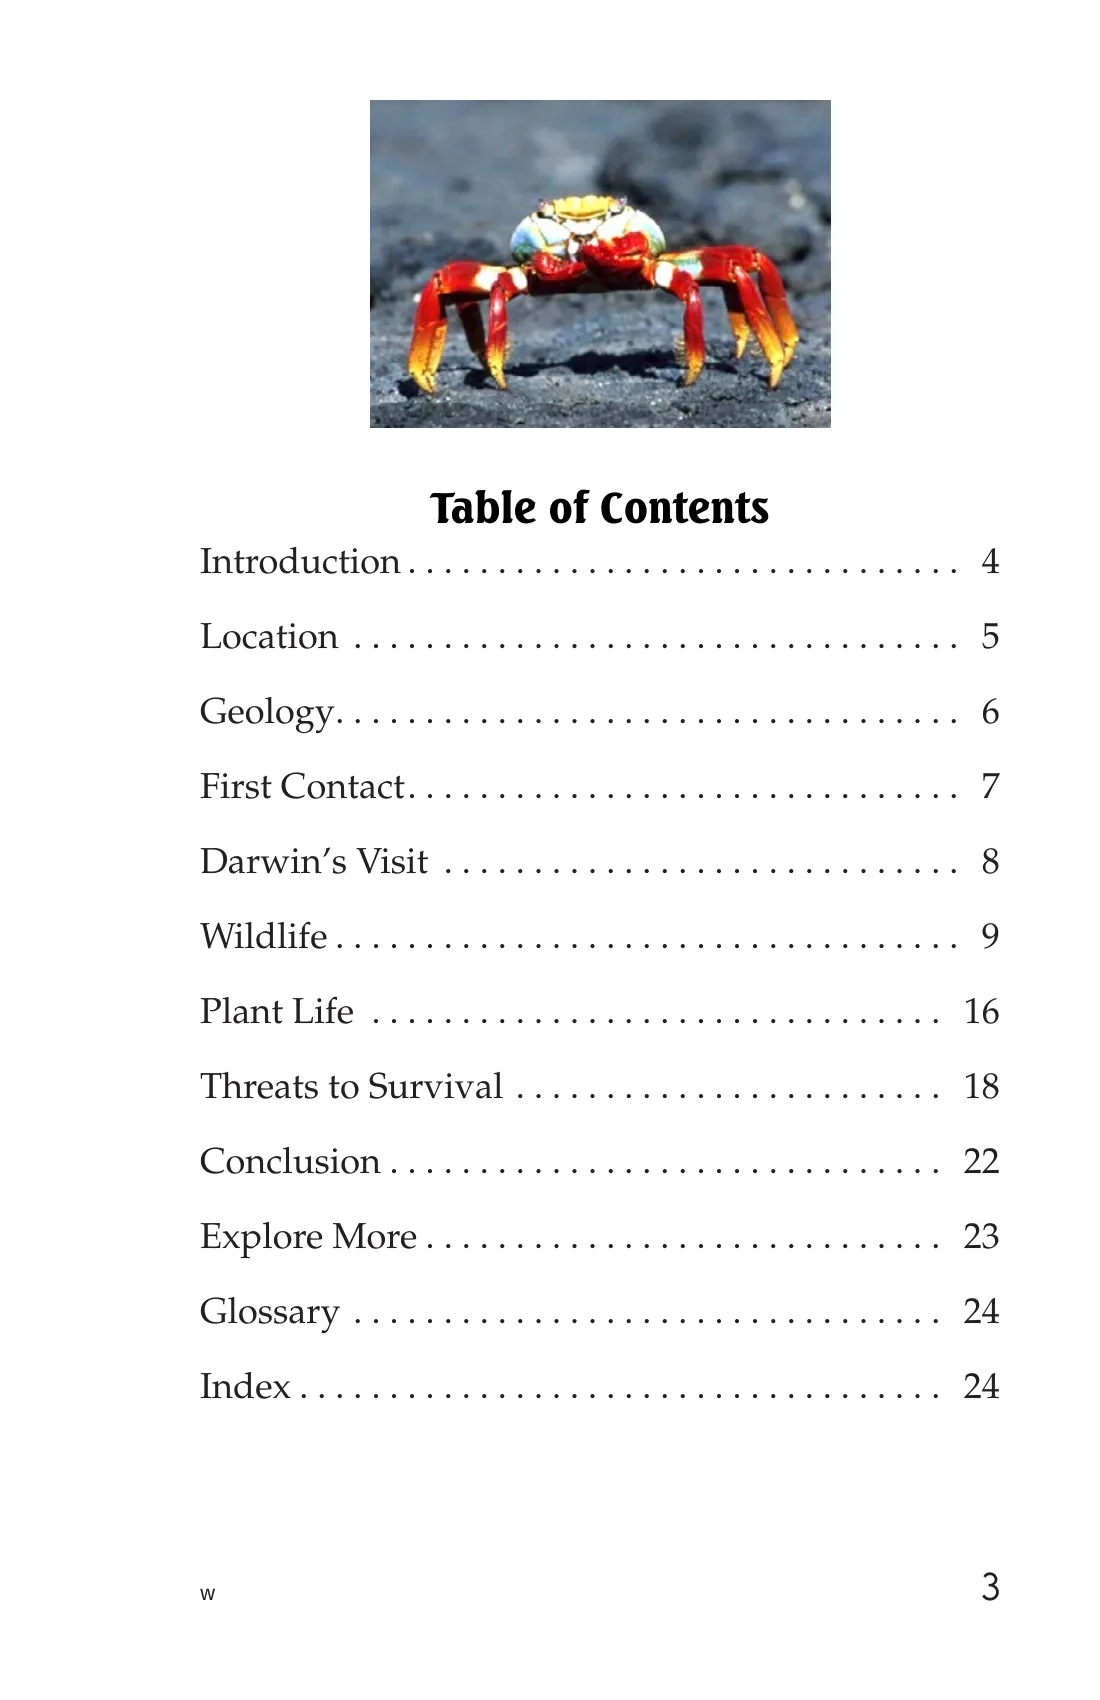 Table of Contents
Introduction . . . . . . . . . . . . . . . . . . . . . . . . . . . . . . . 4
Location . . . . . . . . . . . . . . . . . . . . . . . . . . . . . . . . . . 5
Geology. . . . . . . . . . . . . . . . . . . . . . . . . . . . . . . . . . . 6
First Contact. . . . . . . . . . . . . . . . . . . . . . . . . . . . . . . 7
Darwin’s Visit . . . . . . . . . . . . . . . . . . . . . . . . . . . . . 8
Wildlife . . . . . . . . . . . . . . . . . . . . . . . . . . . . . . . . . . . 9
Plant Life . . . . . . . . . . . . . . . . . . . . . . . . . . . . . . . . 16
Threats to Survival . . . . . . . . . . . . . . . . . . . . . . . . 18
Conclusion . . . . . . . . . . . . . . . . . . . . . . . . . . . . . . . 22
Explore More . . . . . . . . . . . . . . . . . . . . . . . . . . . . . 23
Glossary . . . . . . . . . . . . . . . . . . . . . . . . . . . . . . . . . 24
Index . . . . . . . . . . . . . . . . . . . . . . . . . . . . . . . . . . . . 24
w 3